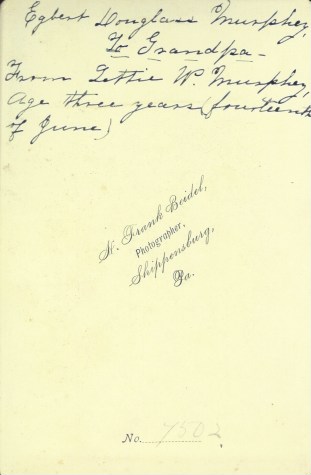 Egbert Douglass Murphey,
To Grandpa -
From Lettie W. Murphey,
Age three years (fourteenth
of June)
H. Frank Beidel,
Photographer,
Shippensburg,
Pa.
No. 7502